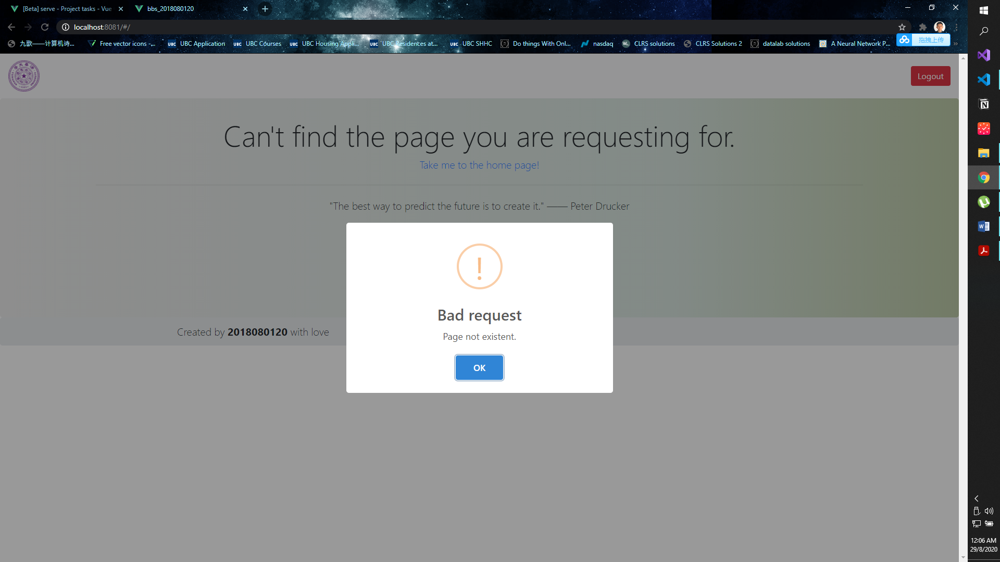 [Beta] serve - Project tasks - Vue
bbs_2018080120
localhost:8081/#/
九歌——计算机诗...
Free vector icons -...
UBC Application
UBC Courses
UBC Housing Appli...
UBC Residences at...
UBC SHHC
Do things With Onl...
nasdaq
CLRS solutions
CLRS Solutions 2
datalab solutions
A Neural Network P...
拖拽上传
Logout
Can't find the page you are requesting for.
Take me to the home page!
"The best way to predict the future is to create it." —— Peter Drucker
Bad request
Page not existent.
OK
Created by 2018080120 with love
12:06 AM
29/8/2020